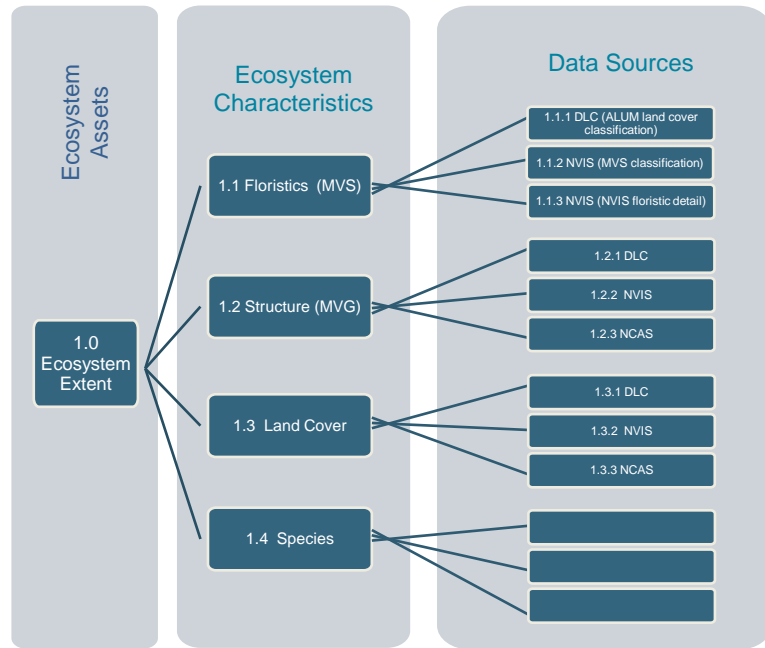 Ecosystem
Assets
1.0
Ecosystem
Extent
Ecosystem
Characteristics
1.1 Floristics (MVS)
1.2 Structure (MVG)
1.3 Land Cover
1.4 Species
Data Sources
1.1.1 DLC (ALUM land cover
classification)
1.1.2 NVIS (MVS classification)
1.1.3 NVIS (NVIS floristic detail)
1.2.1 DLC
1.2.2 NVIS
1.2.3 NCAS
1.3.1 DLC
1.3.2 NVIS
1.3.3 NCAS